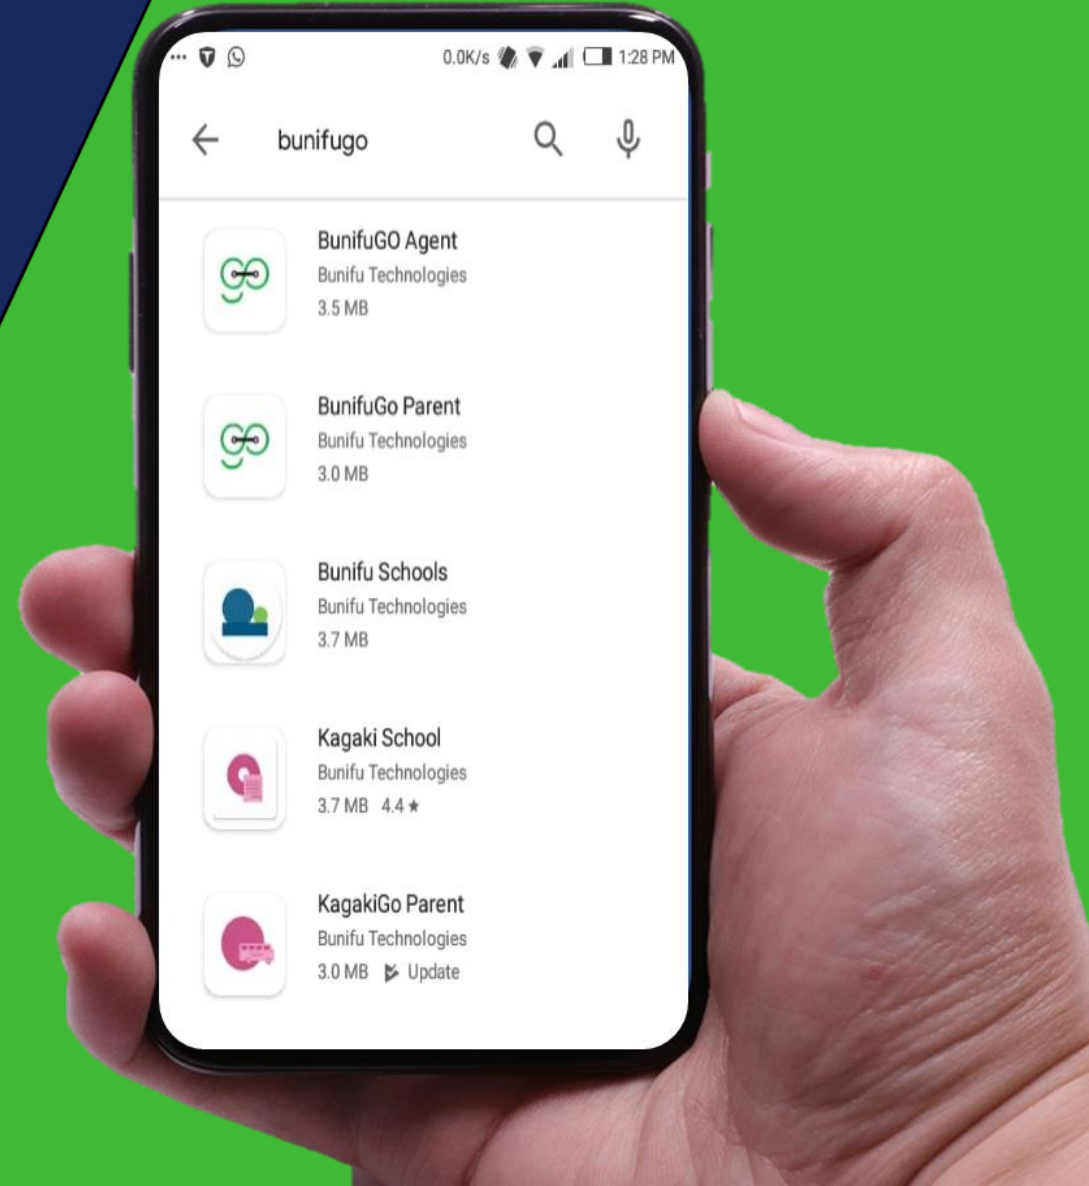 0.0K/s 1:28 PM
bunifugo
BunifuGO Agent
Bunifu Technologies
3.5 MB
BunifuGo Parent
Bunifu Technologies
3.0 MB
Bunifu Schools
Bunifu Technologies
3.7 MB
Kagaki School
Bunifu Technologies
3.7 MB 4.4 ★
KagakiGo Parent
Bunifu Technologies
3.0 MB Update